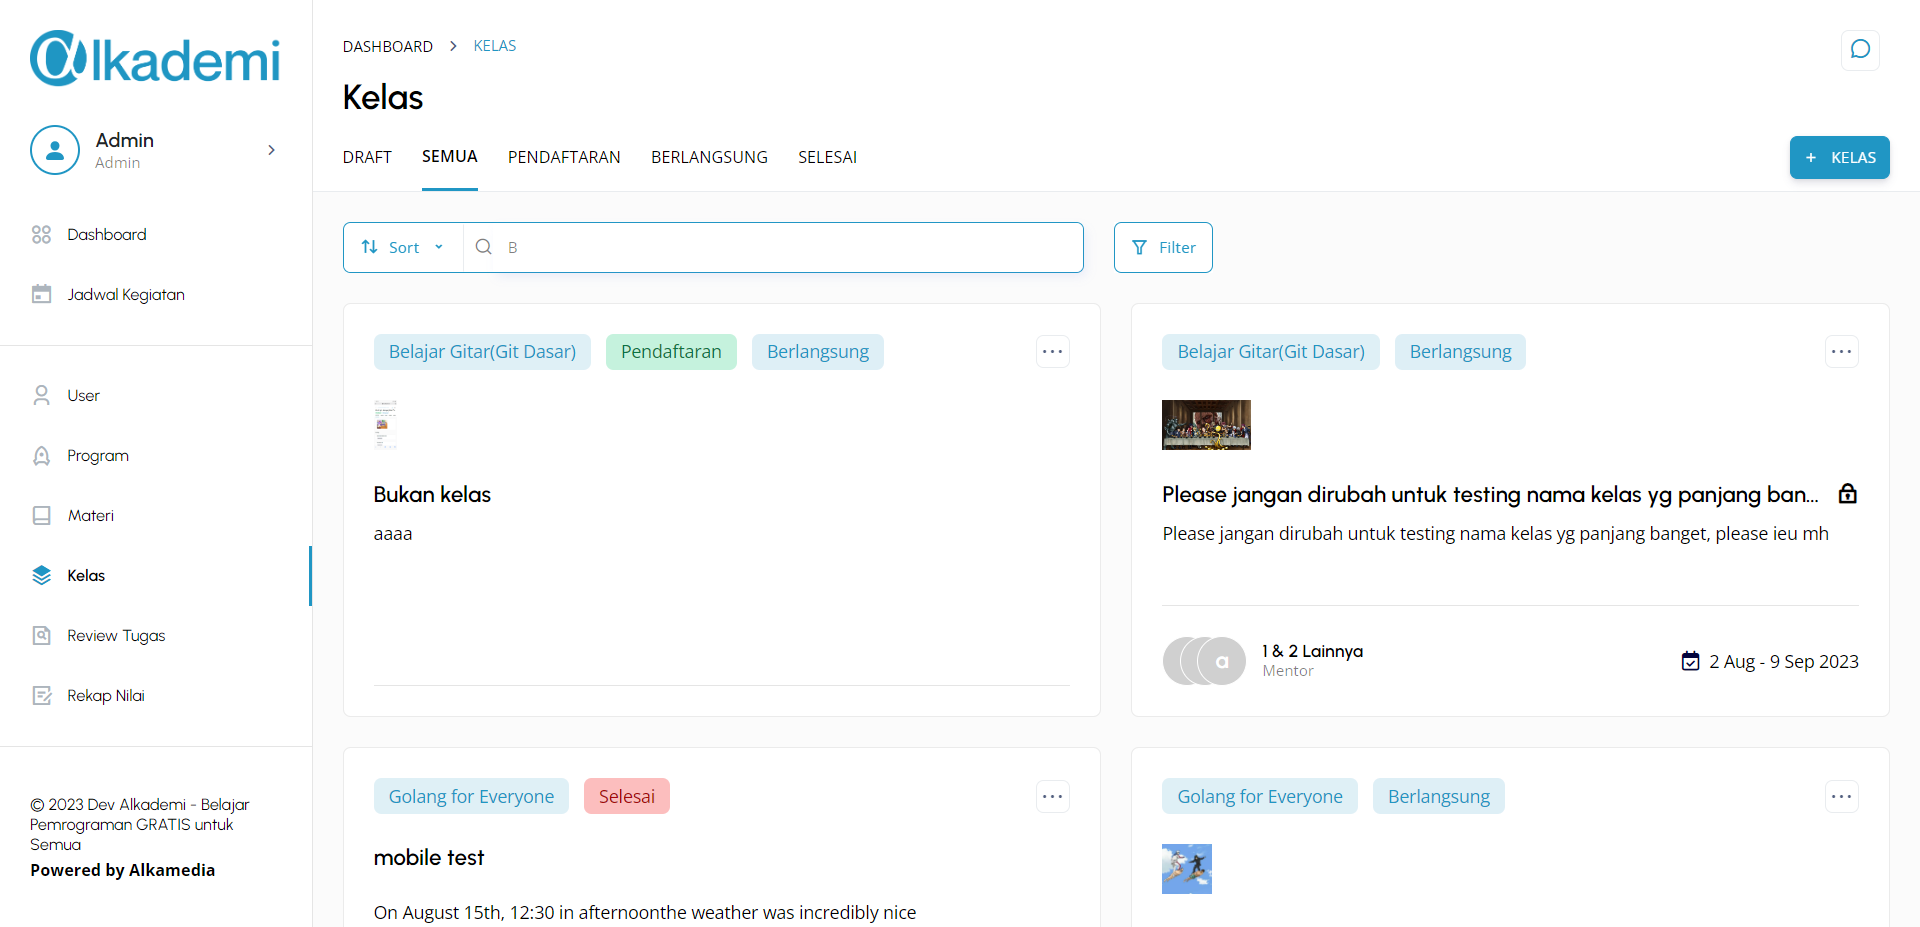 alkademi
Admin
Admin
Dashboard
Jadwal Kegiatan
User
Program
Materi
Kelas
Review Tugas
Rekap Nilai
© 2023 Dev Alkademi - Belajar
Pemrograman GRATIS untuk
Semua
Powered by Alkamedia
DASHBOARD > KELAS
Kelas
DRAFT SEMUA PENDAFTARAN BERLANGSUNG SELESAI
+ KELAS
Sort B Filter
Belajar Gitar(Git Dasar) Pendaftaran Berlangsung ...
Bukan kelas
aaaa
Belajar Gitar(Git Dasar) Berlangsung ...
Please jangan dirubah untuk testing nama kelas yg panjang ban...
Please jangan dirubah untuk testing nama kelas yg panjang banget, please ieu mh
a
1 & 2 Lainnya
Mentor
2 Aug - 9 Sep 2023
Golang for Everyone Selesai ...
mobile test
On August 15th, 12:30 in afternoonthe weather was incredibly nice
Golang for Everyone Berlangsung ...